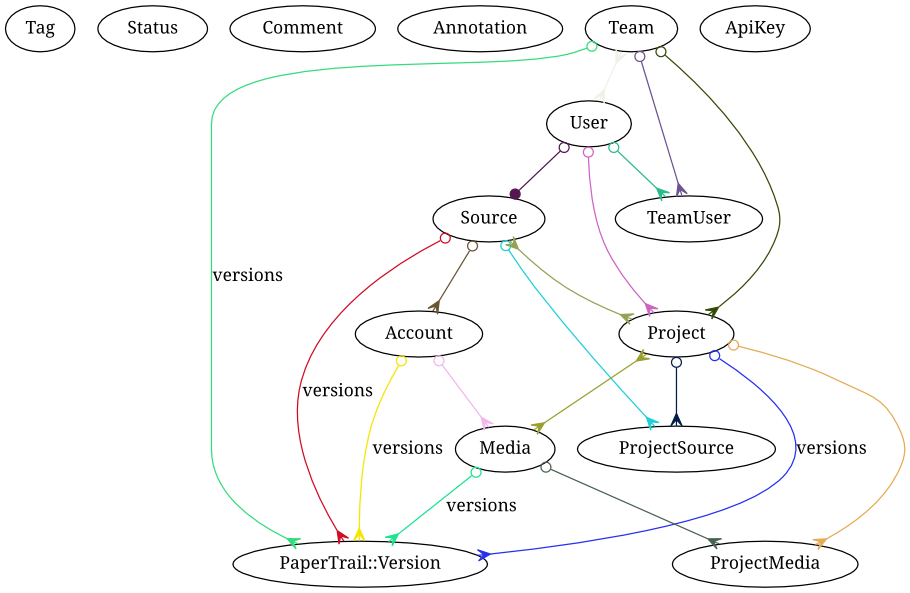 Tag
Status
Comment
Annotation
Team
ApiKey
User
Source
TeamUser
versions
Account
Project
versions
versions
Media
ProjectSource
versions
versions
PaperTrail::Version
ProjectMedia